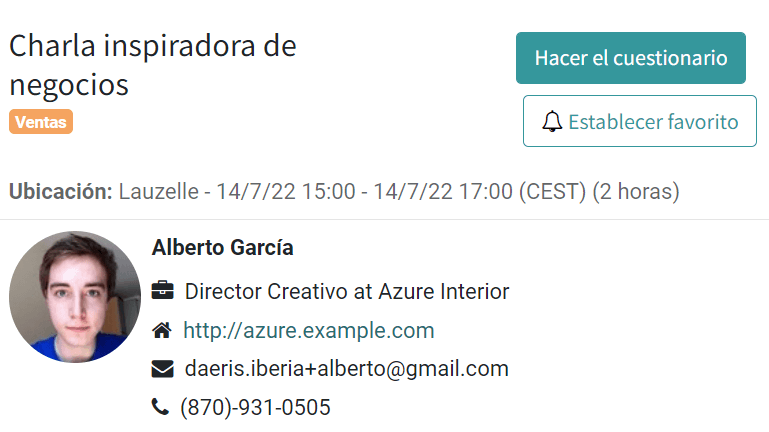 Charla inspiradora de
negocios
Ventas
Hacer el cuestionario
Establecer favorito
Ubicación: Lauzelle - 14/7/22 15:00 - 14/7/22 17:00 (CEST) (2 horas)
Alberto García
Director Creativo at Azure Interior
http://azure.example.com
daeris.iberia+alberto@gmail.com
(870)-931-0505